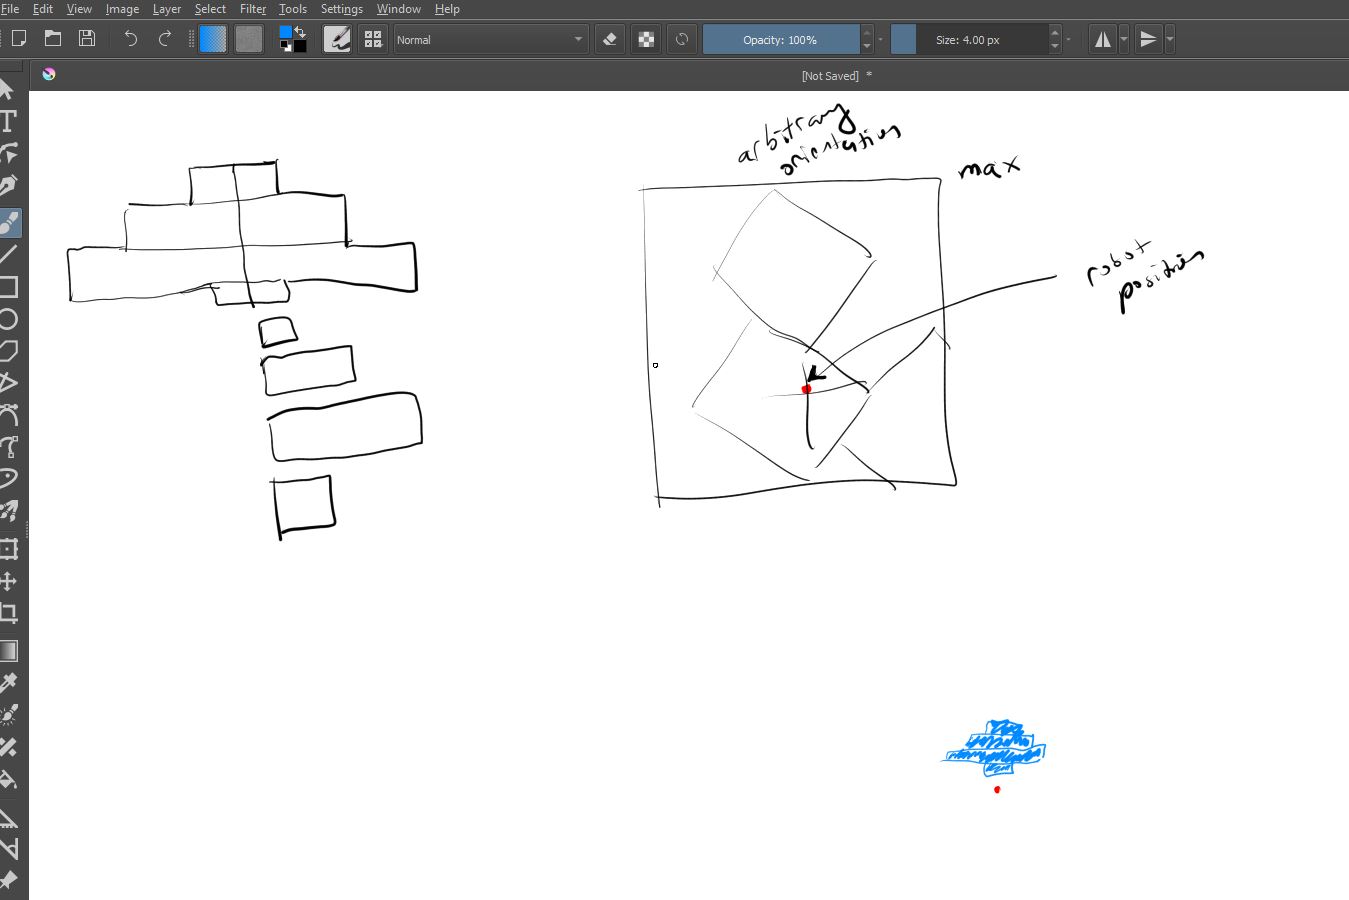 File Edit View Image Layer Select Filter Tools Settings Window Help
Normal Opacity: 100% Size: 4.00 px
[Not Saved] *
arbitrary
orientation
max
robot
position